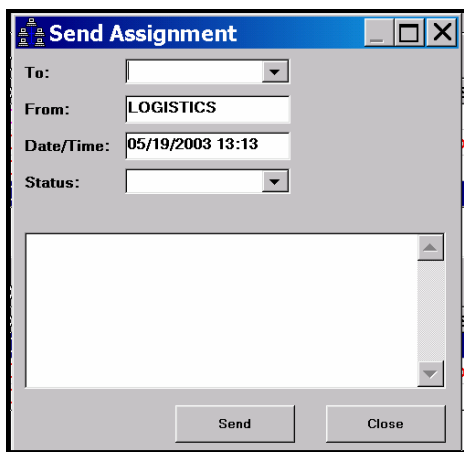 Send Assignment
To:
From: LOGISTICS
Date/Time: 05/19/2003 13:13
Status:
Send Close